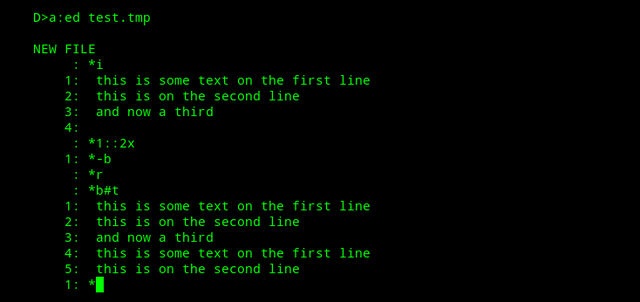 D>a:ed test.tmp
NEW FILE
: *i
1: this is some text on the first line
2: this is on the second line
3: and now a third
4:
: *1::2x
1: *-b
: *r
: *b#t
1: this is some text on the first line
2: this is on the second line
3: and now a third
4: this is some text on the first line
5: this is on the second line
1: *